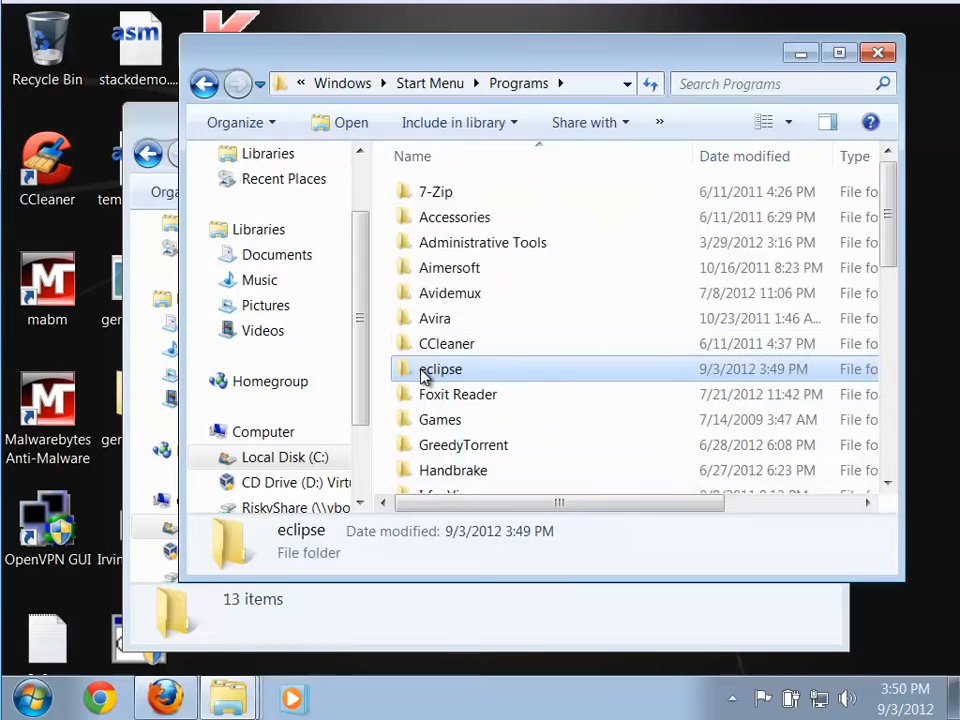 Recycle Bin
asm
stackdemo....
CCleaner
tem
mabm
ger
Malwarebytes
Anti-Malware
ger
OpenVPN GUI
Irvin
« Windows Start Menu Programs
Search Programs
Organize Open Include in library Share with »
Orga
Name Date modified Type
Libraries
Recent Places
Libraries
Documents
Music
Pictures
Videos
Homegroup
Computer
Local Disk (C:)
CD Drive (D:) Virtu
RiskyShare (\\vbo
7-Zip 6/11/2011 4:26 PM File fo
Accessories 6/11/2011 6:29 PM File fo
Administrative Tools 3/29/2012 3:16 PM File fo
Aimersoft 10/16/2011 8:23 PM File fo
Avidemux 7/8/2012 11:06 PM File fo
Avira 10/23/2011 1:46 A... File fo
CCleaner 6/11/2011 4:37 PM File fo
eclipse 9/3/2012 3:49 PM File fo
Foxit Reader 7/21/2012 11:42 PM File fo
Games 7/14/2009 3:47 AM File fo
GreedyTorrent 6/28/2012 6:08 PM File fo
Handbrake 6/27/2012 6:23 PM File fo
eclipse Date modified: 9/3/2012 3:49 PM
File folder
13 items
3:50 PM
9/3/2012